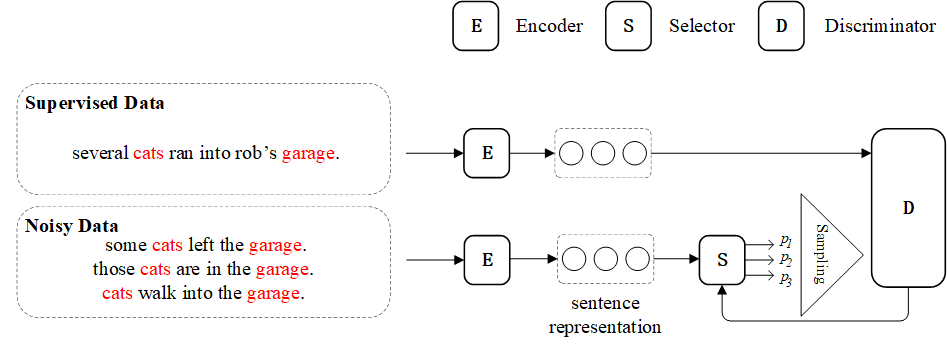 E Encoder S Selector D Discriminator
Supervised Data
several cats ran into rob's garage.
E
D
Noisy Data
some cats left the garage.
those cats are in the garage.
cats walk into the garage.
E
S
p1
p2
p3
Sampling
sentence
representation